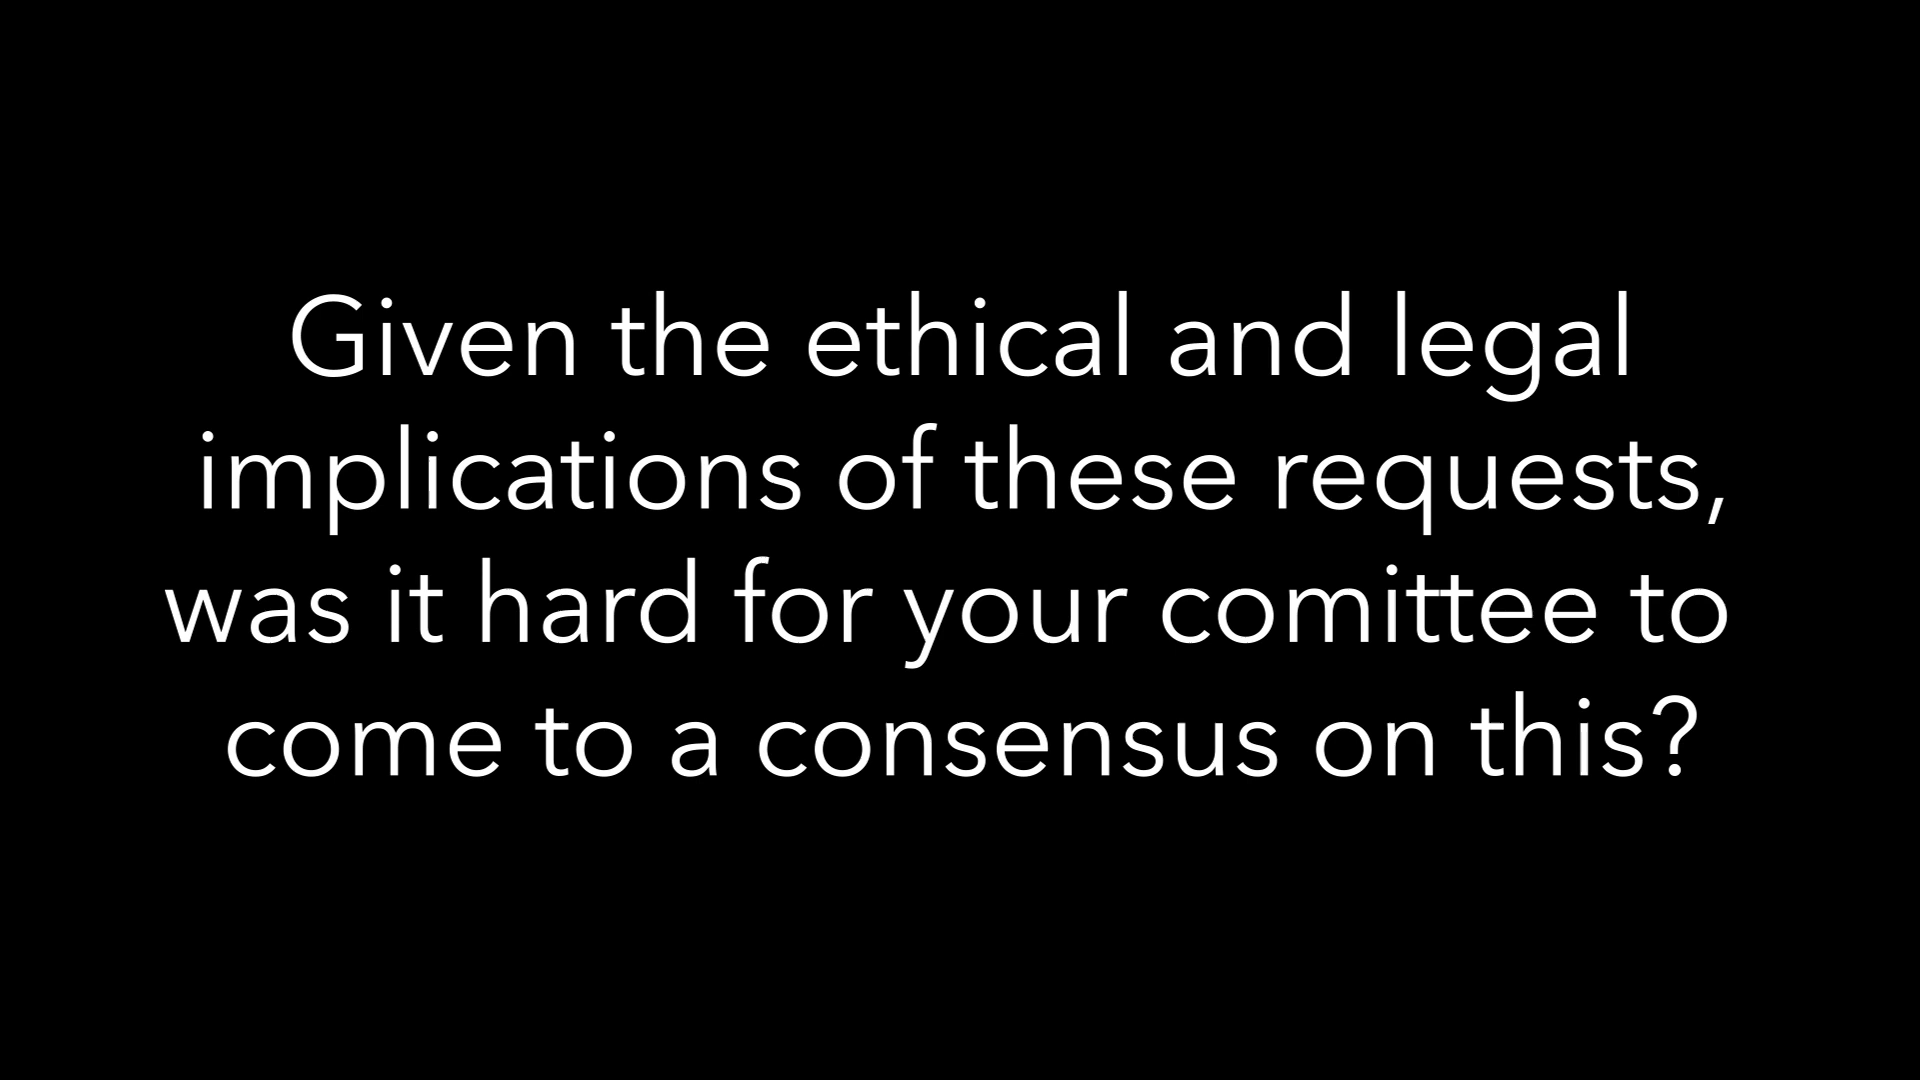 Given the ethical and legal
implications of these requests,
was it hard for your comittee to
come to a consensus on this?